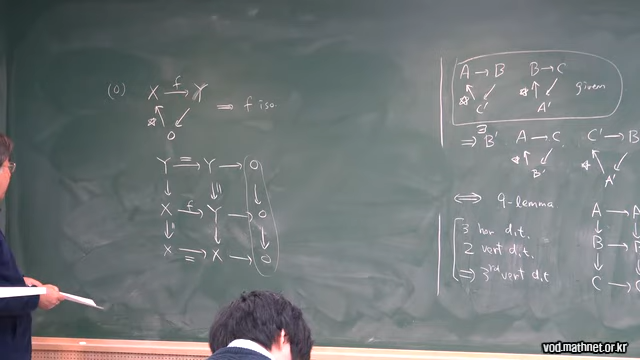 (0) X →f Y
☆ 0
⇒ f iso.
Y →= Y → 0
X →f Y → 0
X →= X → 0
A → B B → C
☆ C' ☆ A' given
⇒ ∃ B' A → C C' → B
☆ B' ☆ A'
⇔ 9-lemma
3 hor d.t.
2 vert d.t.
⇒ 3rd vert d.t
A → A
B →
C → C
vod.mathnet.or.kr